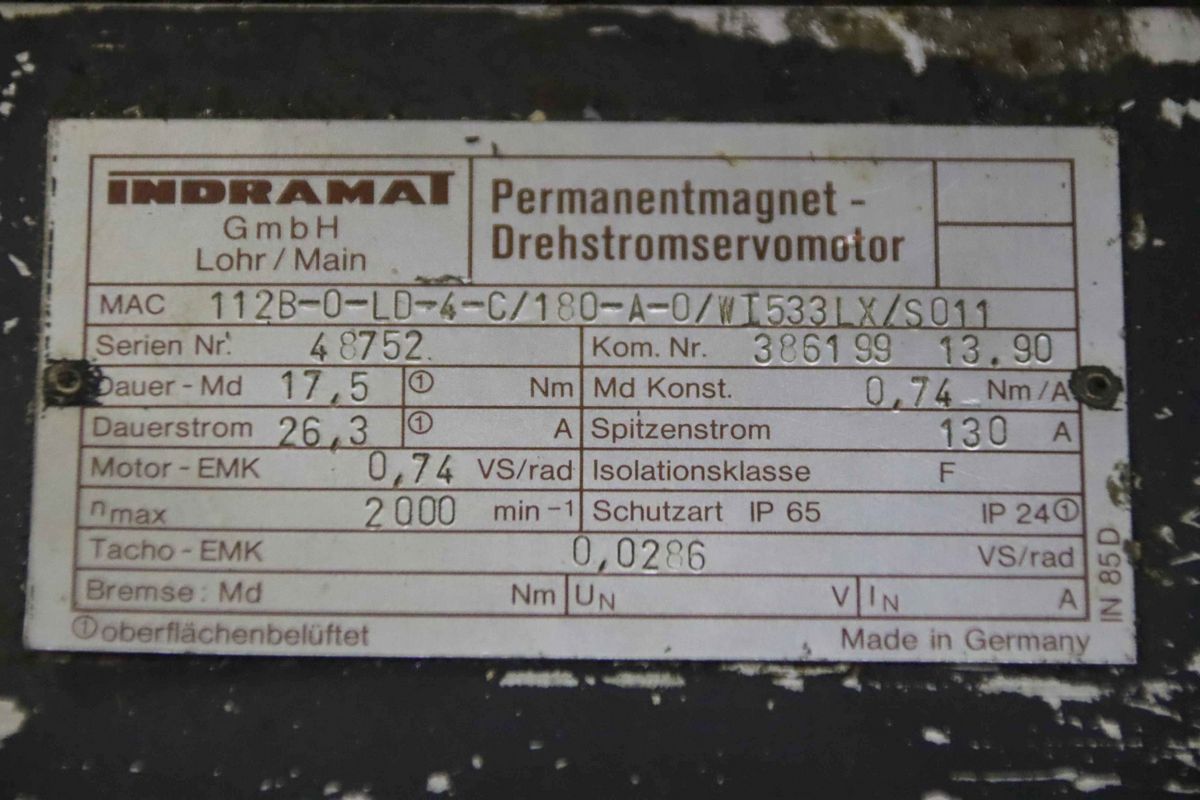 INDRAMAT
GmbH
Lohr / Main
Permanentmagnet -
Drehstromservomotor
MAC 112B-0-LD-4-C/180-A-0/WI533LX/S011
Serien Nr. 48752
Kom. Nr. 386199 13.90
Dauer - Md 17,5 ① Nm
Md Konst. 0,74 Nm/A
Dauerstrom 26,3 ① A
Spitzenstrom 130 A
Motor - EMK 0,74 VS/rad
Isolationsklasse F
nmax 2000 min -1
Schutzart IP 65 IP 24①
Tacho - EMK 0,0286 VS/rad
Bremse: Md Nm UN V IN A
①oberflächenbelüftet
Made in Germany
IN 85D